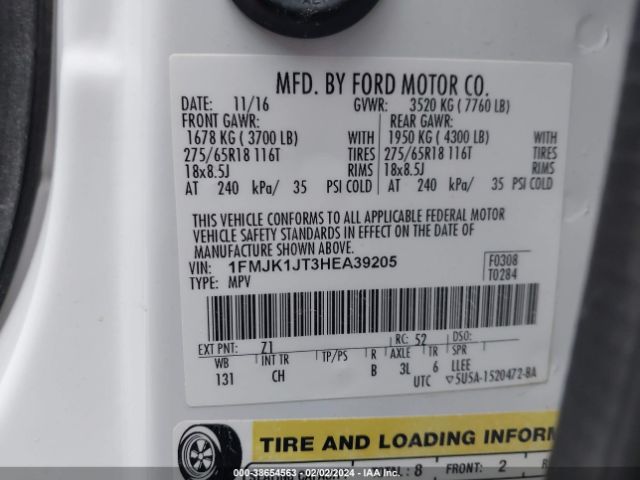 MFD. BY FORD MOTOR CO.
DATE: 11/16 GVWR: 3520 KG ( 7760 LB)
FRONT GAWR: REAR GAWR:
1678 KG ( 3700 LB) WITH 1950 KG ( 4300 LB) WITH
275/65R18 116T TIRES 275/65R18 116T TIRES
18x8.5J RIMS 18x8.5J RIMS
AT 240 kPa/ 35 PSI COLD AT 240 kPa/ 35 PSI COLD
THIS VEHICLE CONFORMS TO ALL APPLICABLE FEDERAL MOTOR
VEHICLE SAFETY STANDARDS IN EFFECT ON THE DATE OF
MANUFACTURE SHOWN ABOVE.
VIN: 1FMJK1JT3HEA39205 F0308
TYPE: MPV T0284
EXT PNT: Z1 RC: 52 DSO:
WB INT TR TP/PS R AXLE TR SPR
131 CH B 3L 6 LLEE
UTC 5U5A-1520472-BA
TIRE AND LOADING INFORM
SEATING CAPACITY : 8 FRONT: 2 R
000-38654563 - 02/02/2024 - IAAI.com